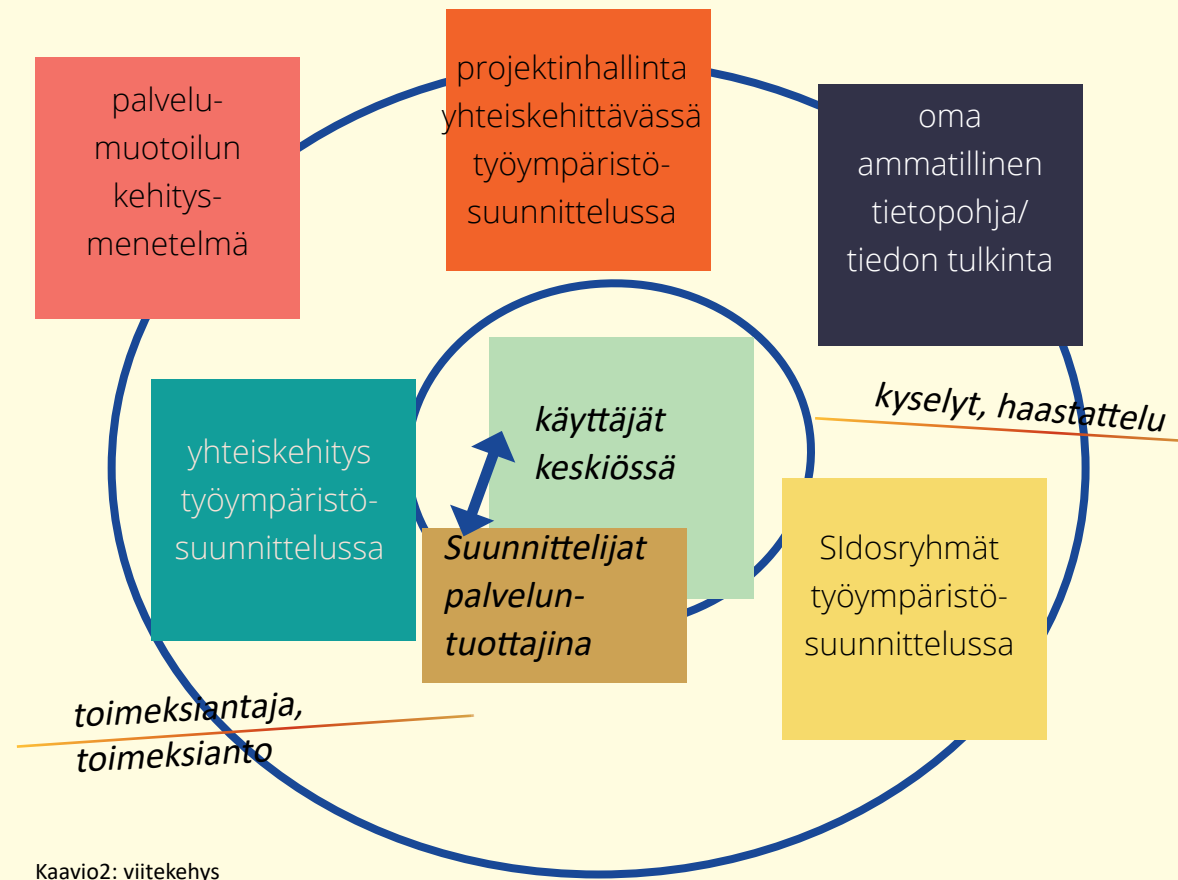 palvelu-
muotoilun
kehitys-
menetelmä
projektinhallinta
yhteiskehittävässä
työympäristö-
suunnittelussa
oma
ammatillinen
tietopohja/
tiedon tulkinta
yhteiskehitys
työympäristö-
suunnittelussa
käyttäjät
keskiössä
Suunnittelijat
palvelun-
tuottajina
kyselyt, haastattelu
SIdosryhmät
työympäristö-
suunnittelussa
toimeksiantaja,
toimeksianto
Kaavio2: viitekehys